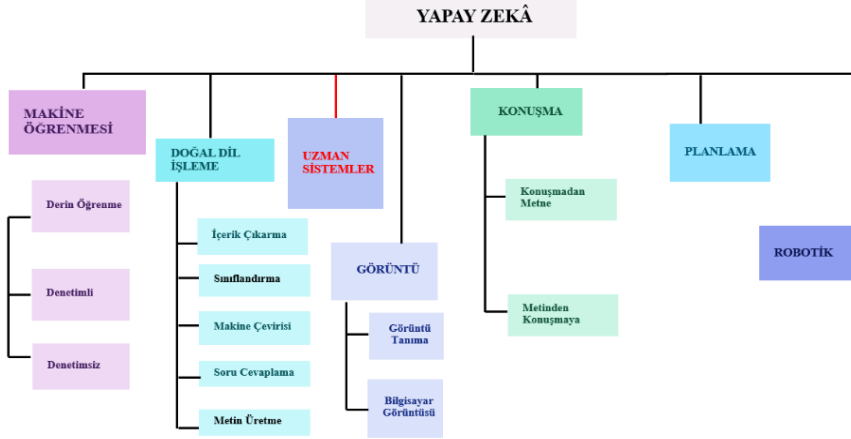 YAPAY ZEKÂ
MAKİNE
ÖĞRENMESİ
Derin Öğrenme
Denetimli
Denetimsiz
DOĞAL DİL
İŞLEME
İçerik Çıkarma
Sınıflandırma
Makine Çevirisi
Soru Cevaplama
Metin Üretme
UZMAN
SİSTEMLER
GÖRÜNTÜ
Görüntü
Tanıma
Bilgisayar
Görüntüsü
KONUŞMA
Konuşmadan
Metne
Metinden
Konuşmaya
PLANLAMA
ROBOTİK